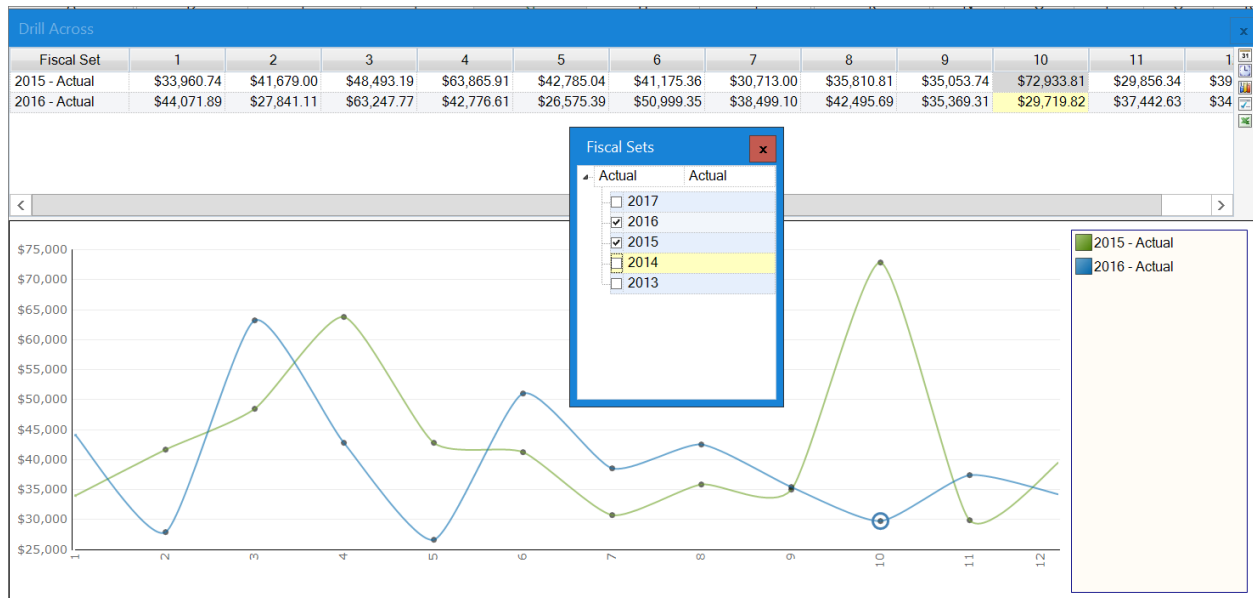 Drill Across
x
Fiscal Set 1 2 3 4 5 6 7 8 9 10 11 1
2015 - Actual $33,960.74 $41,679.00 $48,493.19 $63,865.91 $42,785.04 $41,175.36 $30,713.00 $35,810.81 $35,053.74 $72,933.81 $29,856.34 $39
2016 - Actual $44,071.89 $27,841.11 $63,247.77 $42,776.61 $26,575.39 $50,999.35 $38,499.10 $42,495.69 $35,369.31 $29,719.82 $37,442.63 $34
31
Fiscal Sets
x
Actual Actual
2017
2016
2015
2014
2013
$75,000
$70,000
$65,000
$60,000
$55,000
$50,000
$45,000
$40,000
$35,000
$30,000
$25,000
1 2 3 4 5 6 7 8 9 10 11 12
2015 - Actual
2016 - Actual